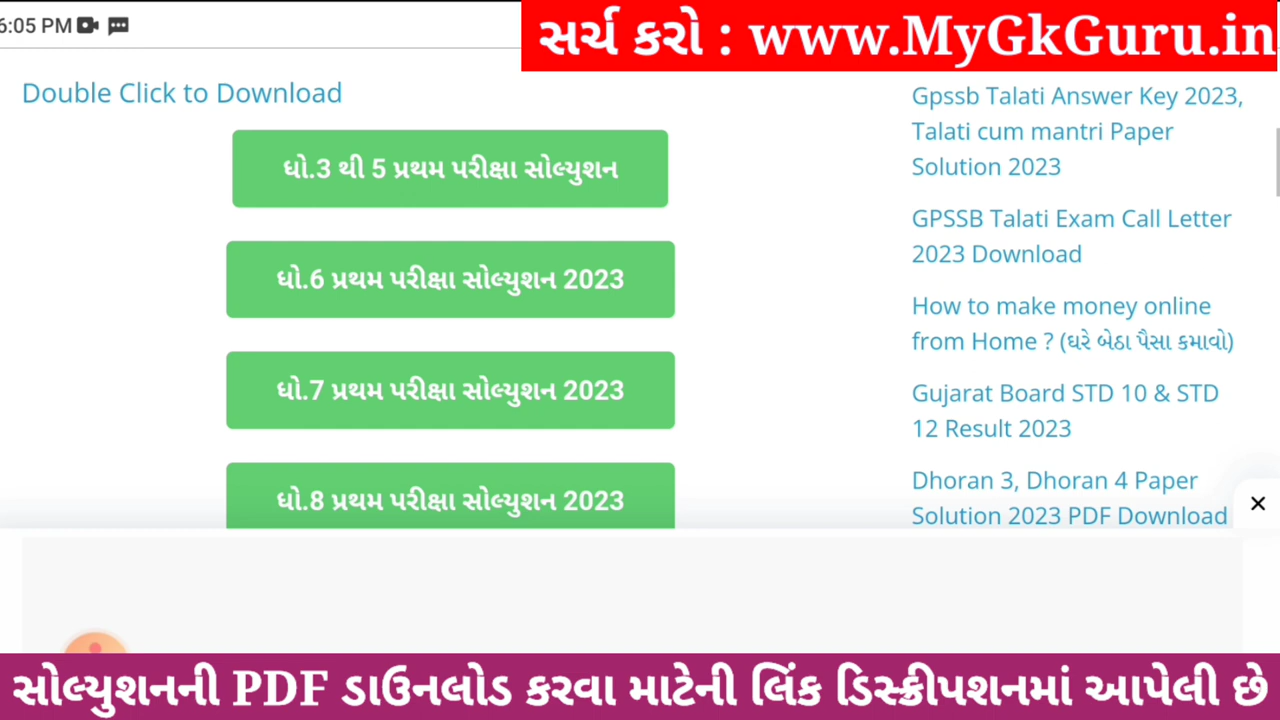 6:05 PM
સર્ચ કરો : www.MyGkGuru.in
Double Click to Download
ધો.3 થી 5 પ્રથમ પરીક્ષા સોલ્યુશન
ધો.6 પ્રથમ પરીક્ષા સોલ્યુશન 2023
ધો.7 પ્રથમ પરીક્ષા સોલ્યુશન 2023
ધો.8 પ્રથમ પરીક્ષા સોલ્યુશન 2023
Gpssb Talati Answer Key 2023,
Talati cum mantri Paper
Solution 2023
GPSSB Talati Exam Call Letter
2023 Download
How to make money online
from Home ? (ઘરે બેઠા પૈસા કમાવો)
Gujarat Board STD 10 & STD
12 Result 2023
Dhoran 3, Dhoran 4 Paper
Solution 2023 PDF Download
સોલ્યુશનની PDF ડાઉનલોડ કરવા માટેની લિંક ડિસ્ક્રીપશનમાં આપેલી છે